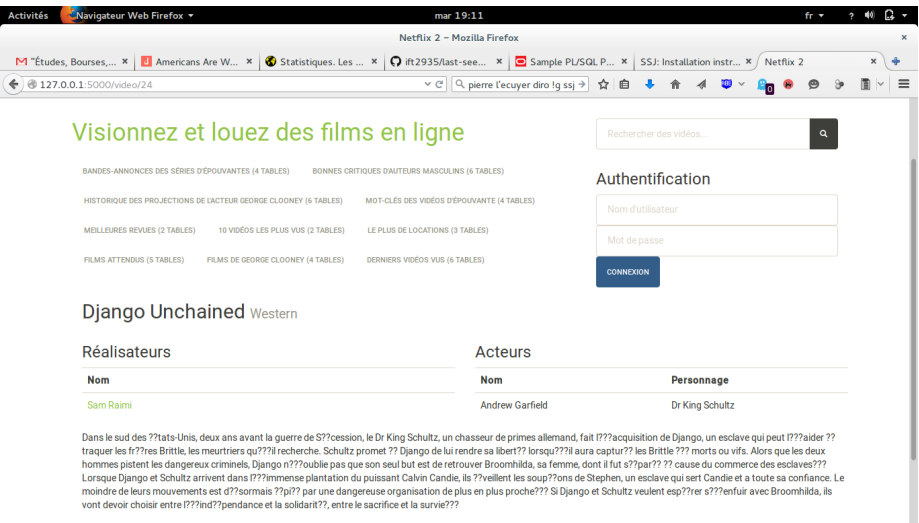 Activités Navigateur Web Firefox mar 19:11 fr ?
Netflix 2 – Mozilla Firefox
"Études, Bourses,... Americans Are W... Statistiques. Les ... ift2935/last-see... Sample PL/SQL P... SSJ: Installation instr... Netflix 2
127.0.0.1:5000/video/24 pierre l'ecuyer diro !g ssj
Visionnez et louez des films en ligne
Rechercher des vidéos...
BANDES-ANNONCES DES SÉRIES D'ÉPOUVANTES (4 TABLES) BONNES CRITIQUES D'AUTEURS MASCULINS (6 TABLES)
HISTORIQUE DES PROJECTIONS DE L'ACTEUR GEORGE CLOONEY (6 TABLES) MOT-CLÉS DES VIDÉOS D'ÉPOUVANTE (4 TABLES)
MEILLEURES REVUES (2 TABLES) 10 VIDÉOS LES PLUS VUS (2 TABLES) LE PLUS DE LOCATIONS (3 TABLES)
FILMS ATTENDUS (5 TABLES) FILMS DE GEORGE CLOONEY (4 TABLES) DERNIERS VIDÉOS VUS (6 TABLES)
Authentification
Nom d'utilisateur
Mot de passe
CONNEXION
Django Unchained Western
Réalisateurs
Nom
Sam Raimi
Acteurs
Nom Personnage
Andrew Garfield Dr King Schultz
Dans le sud des ??tats-Unis, deux ans avant la guerre de S??cession, le Dr King Schultz, un chasseur de primes allemand, fait l???acquisition de Django, un esclave qui peut l???aider ??
traquer les fr??res Brittle, les meurtriers qu???il recherche. Schultz promet ?? Django de lui rendre sa libert?? lorsqu???il aura captur?? les Brittle ??? morts ou vifs. Alors que les deux
hommes pistent les dangereux criminels, Django n???oublie pas que son seul but est de retrouver Broomhilda, sa femme, dont il fut s??par?? ?? cause du commerce des esclaves???
Lorsque Django et Schultz arrivent dans l???immense plantation du puissant Calvin Candie, ils ??veillent les soup??ons de Stephen, un esclave qui sert Candie et a toute sa confiance. Le
moindre de leurs mouvements est d??sormais ??pi?? par une dangereuse organisation de plus en plus proche??? Si Django et Schultz veulent esp??rer s???enfuir avec Broomhilda, ils
vont devoir choisir entre l???ind??pendance et la solidarit??, entre le sacrifice et la survie???